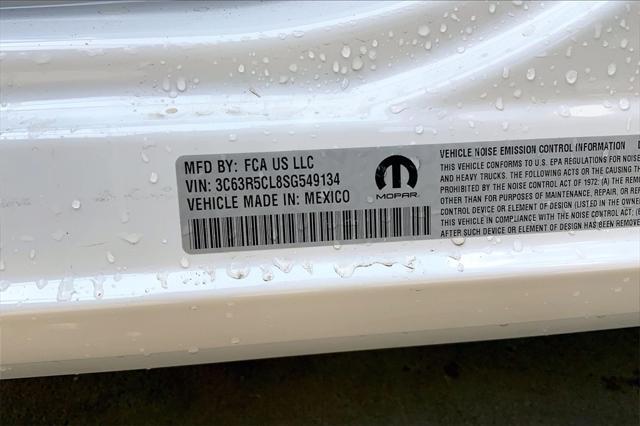 MFD BY: FCA US LLC
VIN: 3C63R5CL8SG549134
VEHICLE MADE IN: MEXICO
MOPAR
VEHICLE NOISE EMISSION CONTROL INFORMATION
THIS VEHICLE CONFORMS TO U.S. EPA REGULATIONS FOR NOIS
AND HEAVY TRUCKS. THE FOLLOWING ACTS OR THE CAUSING THE
PROHIBITED BY THE NOISE CONTROL ACT OF 1972: (A) THE REM
OTHER THAN FOR PURPOSES OF MAINTENANCE, REPAIR, OR RE
CONTROL DEVICE OR ELEMENT OF DESIGN (LISTED IN THE OWNER
THIS VEHICLE IN COMPLIANCE WITH THE NOISE CONTROL ACT; (B
AFTER SUCH DEVICE OR ELEMENT OF DESIGN HAS BEEN REMOVE